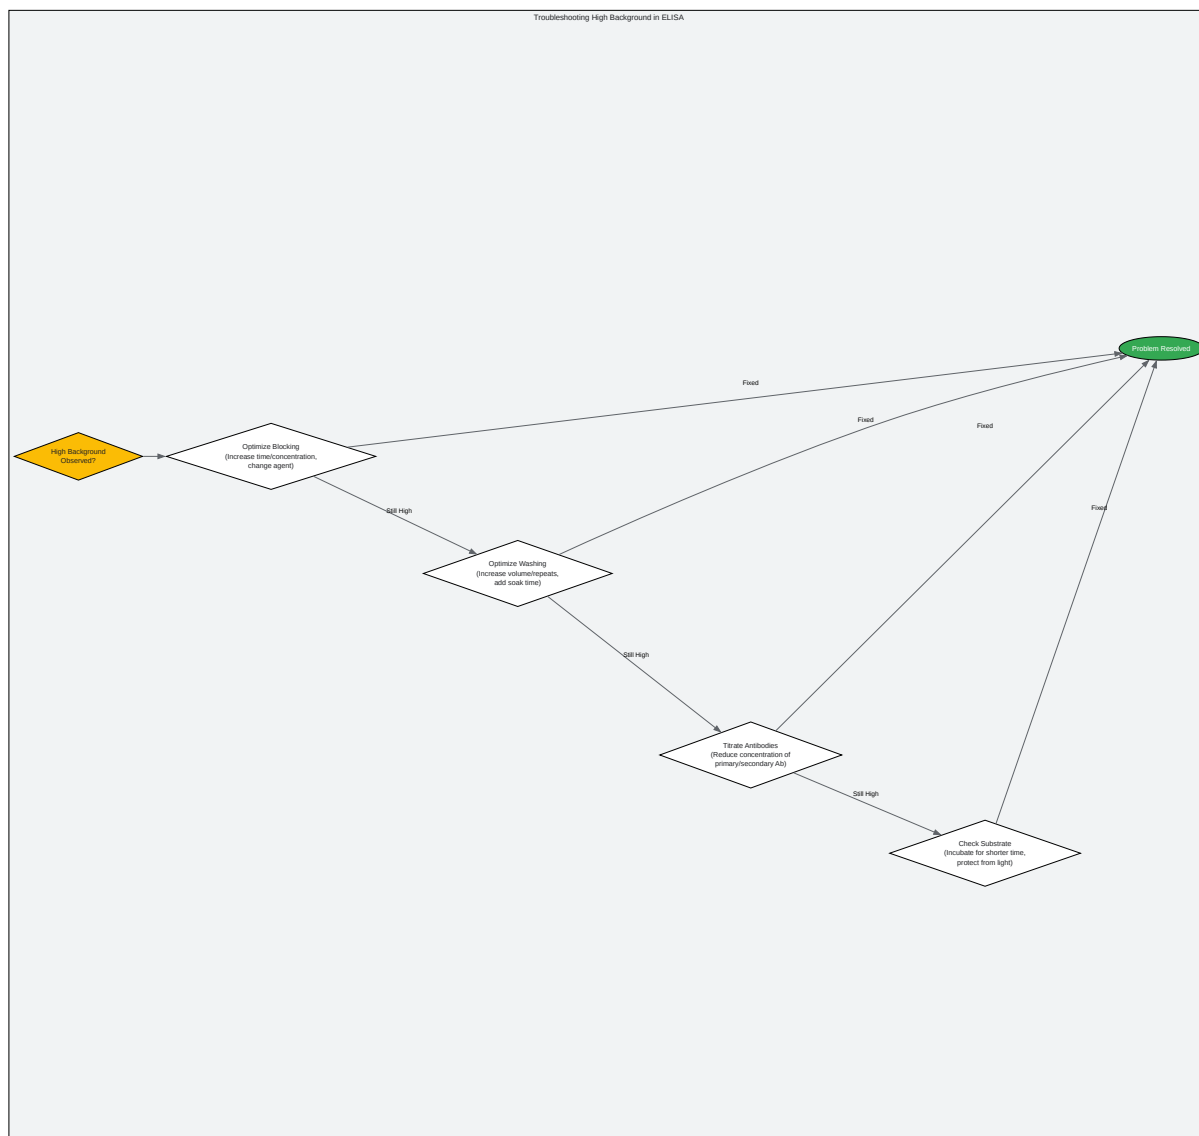 Troubleshooting High Background in ELISA
Problem Resolved
Fixed
Fixed
Fixed
High Background
Observed?
Optimize Blocking
(Increase time/concentration,
change agent)
Still High
Fixed
Optimize Washing
(Increase volume/repeats,
add soak time)
Still High
Titrate Antibodies
(Reduce concentration of
primary/secondary Ab)
Still High
Check Substrate
(Incubate for shorter time,
protect from light)